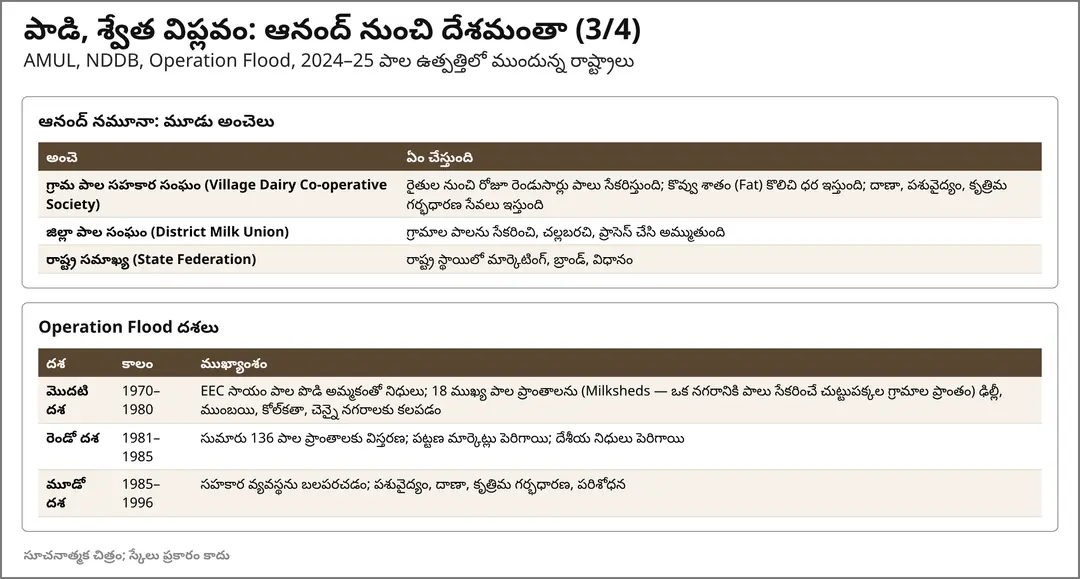 పాడి, శ్వేత విప్లవం: ఆనంద్ నుంచి దేశమంతా (3/4)
AMUL, NDDB, Operation Flood, 2024–25 పాల ఉత్పత్తిలో ముందున్న రాష్ట్రాలు
ఆనంద్ నమూనా: మూడు అంచెలు
అంచె ఏం చేస్తుంది
గ్రామ పాల సహకార సంఘం (Village Dairy Co-operative రైతుల నుంచి రోజూ రెండుసార్లు పాలు సేకరిస్తుంది; కొవ్వు శాతం (Fat) కొలిచి ధర ఇస్తుంది; దాణా, పశువైద్యం, కృత్రిమ
Society) గర్భధారణ సేవలు ఇస్తుంది
జిల్లా పాల సంఘం (District Milk Union) గ్రామాల పాలను సేకరించి, చల్లబరచి, ప్రాసెస్ చేసి అమ్ముతుంది
రాష్ట్ర సమాఖ్య (State Federation) రాష్ట్ర స్థాయిలో మార్కెటింగ్, బ్రాండ్, విధానం
Operation Flood దశలు
దశ కాలం ముఖ్యాంశం
మొదటి 1970– EEC సాయం పాల పొడి అమ్మకంతో నిధులు; 18 ముఖ్య పాల ప్రాంతాలను (Milksheds — ఒక నగరానికి పాలు సేకరించే చుట్టుపక్కల గ్రామాల ప్రాంతం) ఢిల్లీ,
దశ 1980 ముంబయి, కోల్‌కతా, చెన్నై నగరాలకు కలపడం
రెండో దశ 1981– సుమారు 136 పాల ప్రాంతాలకు విస్తరణ; పట్టణ మార్కెట్లు పెరిగాయి; దేశీయ నిధులు పెరిగాయి
1985
మూడో 1985– సహకార వ్యవస్థను బలపరచడం; పశువైద్యం, దాణా, కృత్రిమ గర్భధారణ, పరిశోధన
దశ 1996
సూచనాత్మక చిత్రం; స్కేలు ప్రకారం కాదు